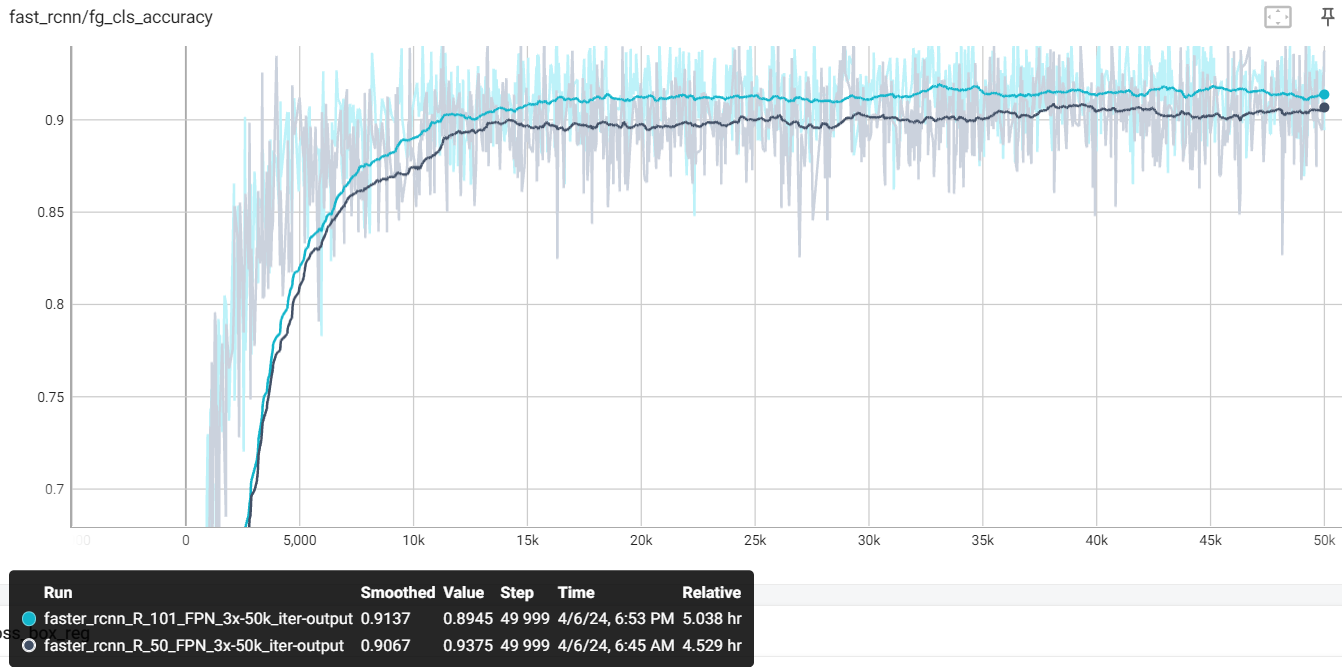 fast_rcnn/fg_cls_accuracy
0.9
0.85
0.8
0.75
0.7
00 0 5,000 10k 15k 20k 25k 30k 35k 40k 45k 50k
Run Smoothed Value Step Time Relative
faster_rcnn_R_101_FPN_3x-50k_iter-output 0.9137 0.8945 49 999 4/6/24, 6:53 PM 5.038 hr
faster_rcnn_R_50_FPN_3x-50k_iter-output 0.9067 0.9375 49 999 4/6/24, 6:45 AM 4.529 hr
oss_box_reg